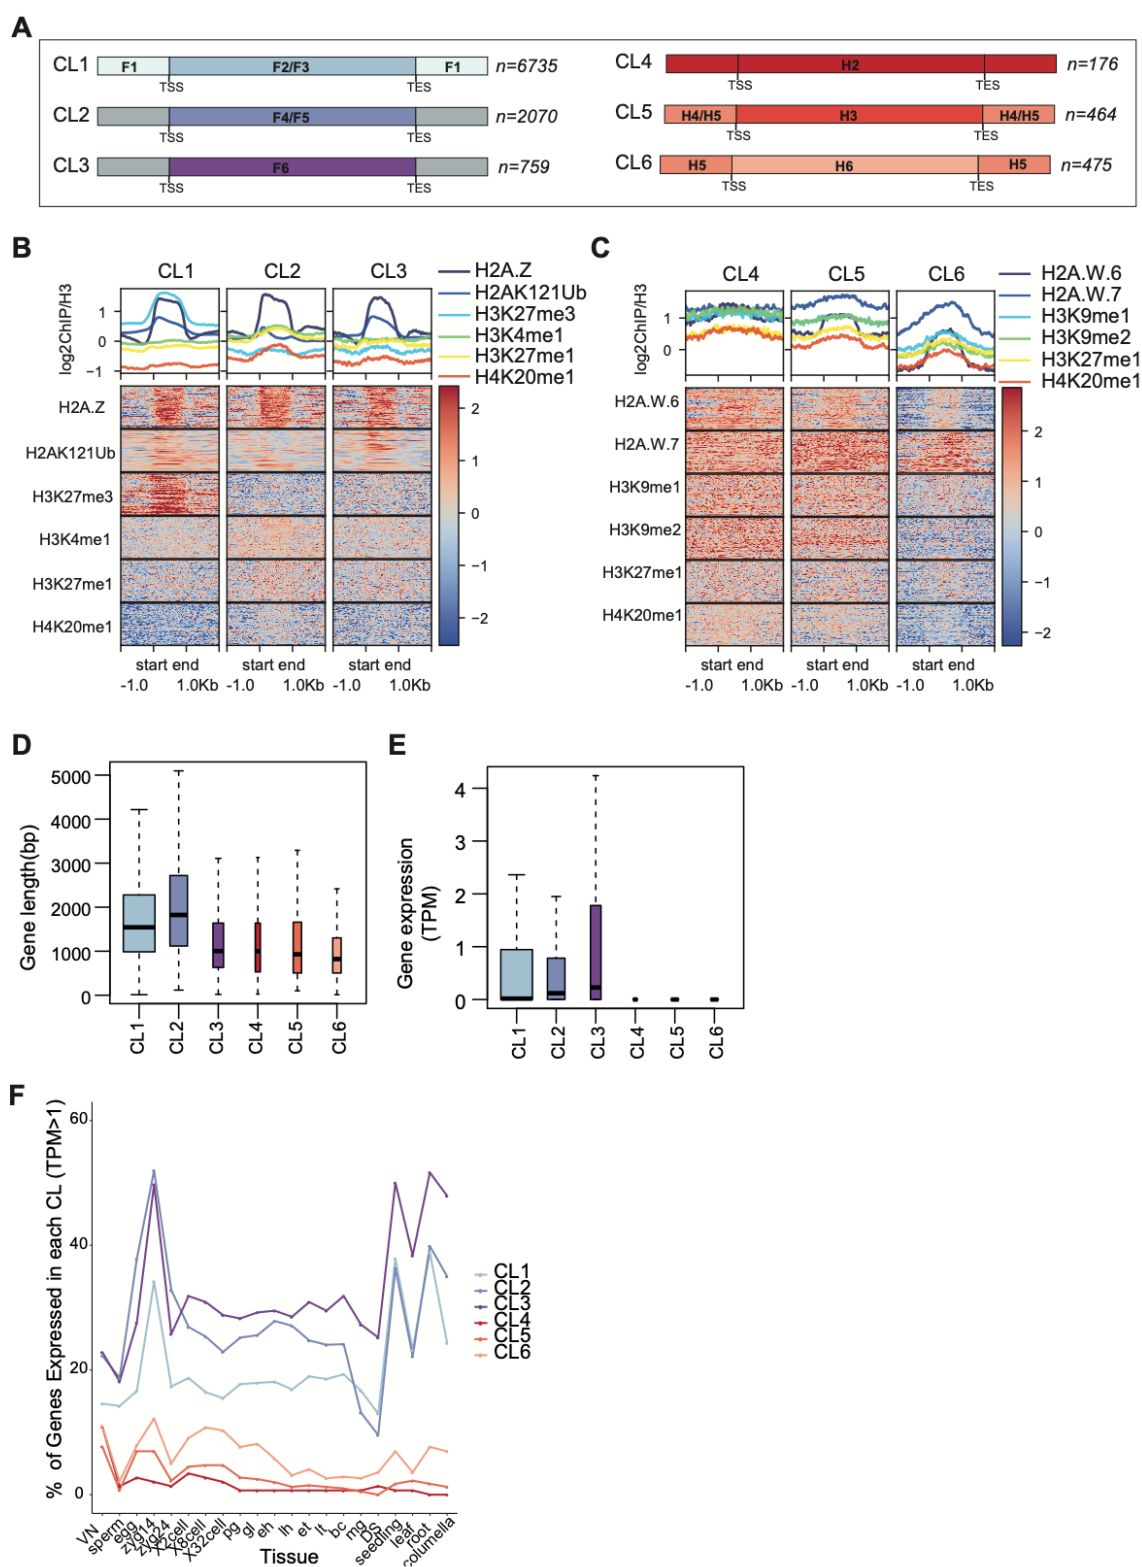 A
CL1 F1 F2/F3 F1 n=6735
TSS TES
CL2 F4/F5 n=2070
TSS TES
CL3 F6 n=759
TSS TES
CL4 H2 n=176
TSS TES
CL5 H4/H5 H3 H4/H5 n=464
TSS TES
CL6 H5 H6 H5 n=475
TSS TES
B
CL1 CL2 CL3
log2ChIP/H3
1
0
−1
H2A.Z
H2AK121Ub
H3K27me3
H3K4me1
H3K27me1
H4K20me1
H2A.Z
H2AK121Ub
H3K27me3
H3K4me1
H3K27me1
H4K20me1
2
1
0
−1
−2
start end start end start end
-1.0 1.0Kb -1.0 1.0Kb -1.0 1.0Kb
C
CL4 CL5 CL6
log2ChIP/H3
1
0
H2A.W.6
H2A.W.7
H3K9me1
H3K9me2
H3K27me1
H4K20me1
H2A.W.6
H2A.W.7
H3K9me1
H3K9me2
H3K27me1
H4K20me1
2
1
0
−1
−2
start end start end start end
-1.0 1.0Kb -1.0 1.0Kb -1.0 1.0Kb
D
Gene length(bp)
5000
4000
3000
2000
1000
0
CL1 CL2 CL3 CL4 CL5 CL6
E
Gene expression
(TPM)
4
3
2
1
0
CL1 CL2 CL3 CL4 CL5 CL6
F
% of Genes Expressed in each CL (TPM>1)
60
40
20
0
CL1
CL2
CL3
CL4
CL5
CL6
VN sperm egg zyg14 zyg24 X2cell X8cell X32cell pg gl eh lh et lt bc mg DS seedling leaf root columella
Tissue